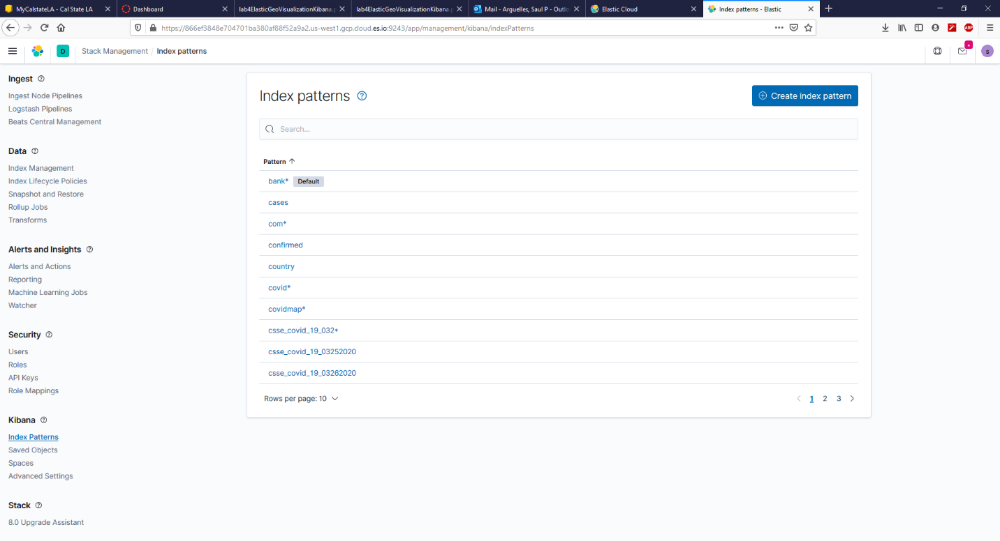 MyCalstateLA - Cal State LA
Dashboard
lab4ElasticGeoVisualizationKibana.p
lab4ElasticGeoVisualizationKibana.p
Mail - Arguelles, Saul P - Outlo
Elastic Cloud
Index patterns - Elastic
https://866ef3848e704701ba380af88f52a9a2.us-west1.gcp.cloud.es.io:9243/app/management/kibana/indexPatterns
ABP
D
Stack Management / Index patterns
s
Ingest
Ingest Node Pipelines
Logstash Pipelines
Beats Central Management
Data
Index Management
Index Lifecycle Policies
Snapshot and Restore
Rollup Jobs
Transforms
Alerts and Insights
Alerts and Actions
Reporting
Machine Learning Jobs
Watcher
Security
Users
Roles
API Keys
Role Mappings
Kibana
Index Patterns
Saved Objects
Spaces
Advanced Settings
Stack
8.0 Upgrade Assistant
Index patterns
Create index pattern
Search...
Pattern
bank* Default
cases
com*
confirmed
country
covid*
covidmap*
csse_covid_19_032*
csse_covid_19_03252020
csse_covid_19_03262020
Rows per page: 10
1 2 3